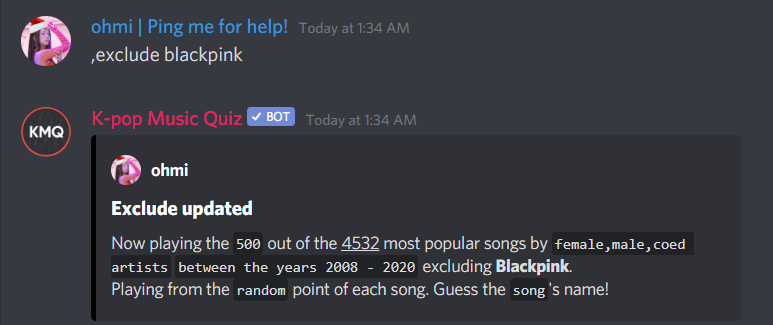 ohmi | Ping me for help! Today at 1:34 AM
,exclude blackpink
KMQ
K-pop Music Quiz ✓ BOT Today at 1:34 AM
ohmi
Exclude updated
Now playing the 500 out of the 4532 most popular songs by female,male,coed
artists between the years 2008 - 2020 excluding Blackpink.
Playing from the random point of each song. Guess the song's name!